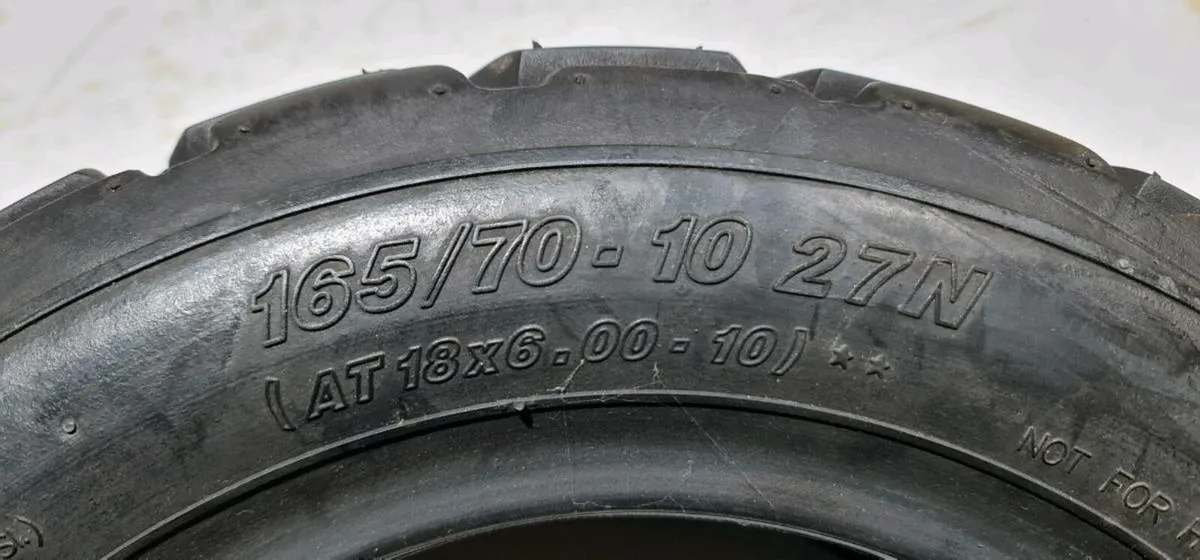 165/70-10 27N
(AT 18x6.00-10) **
NOT FOR